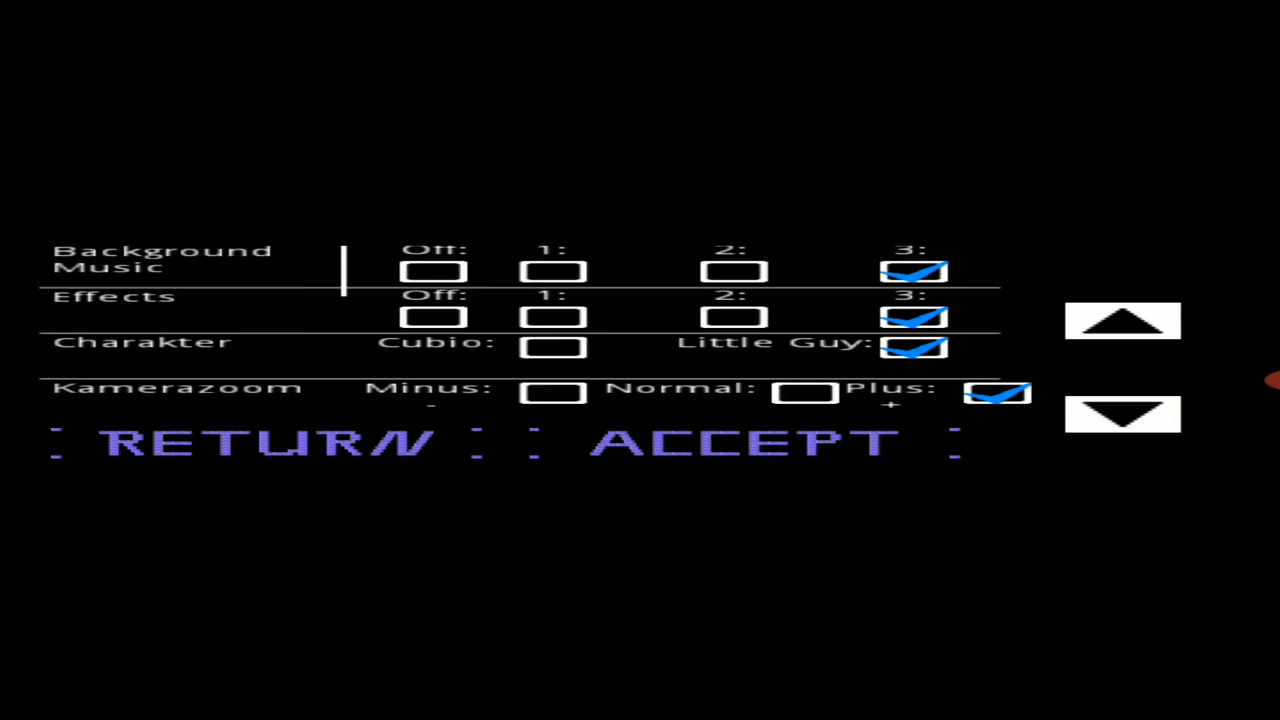 Background Music Off: 1: 2: 3:
Effects Off: 1: 2: 3:
Charakter Cubio: Little Guy:
Kamerazoom Minus: - Normal: Plus: +
: RETURN : : ACCEPT :